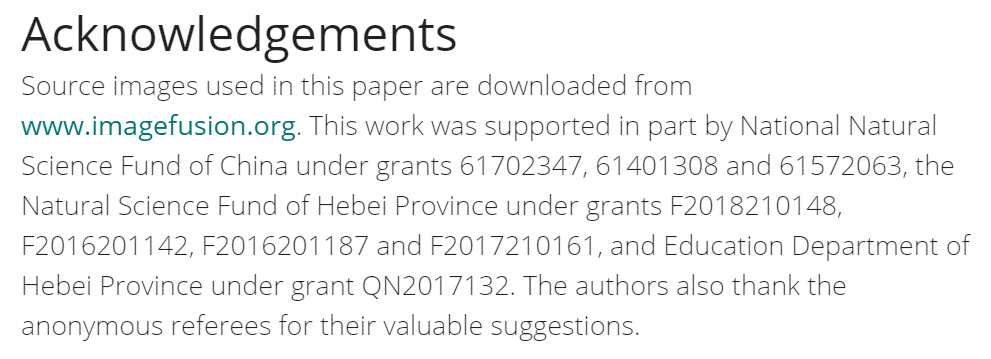 Acknowledgements
Source images used in this paper are downloaded from
www.imagefusion.org. This work was supported in part by National Natural
Science Fund of China under grants 61702347, 61401308 and 61572063, the
Natural Science Fund of Hebei Province under grants F2018210148,
F2016201142, F2016201187 and F2017210161, and Education Department of
Hebei Province under grant QN2017132. The authors also thank the
anonymous referees for their valuable suggestions.